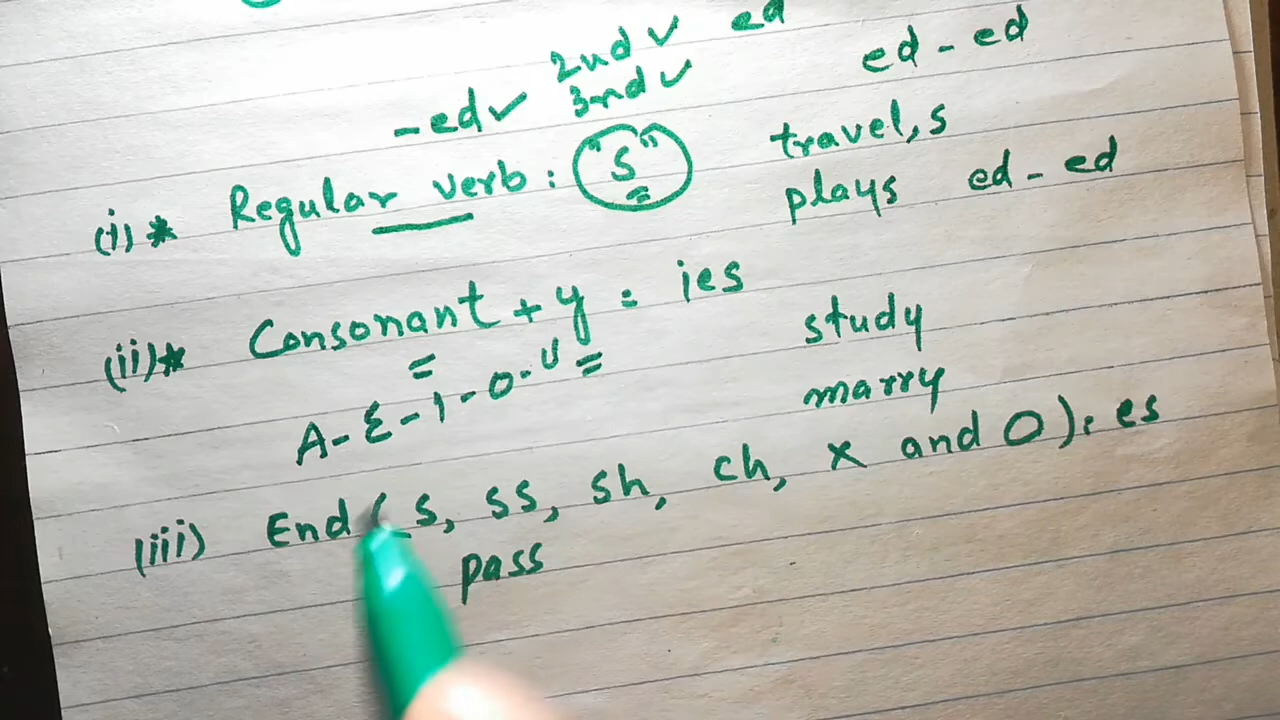 2nd ✓ ed
-ed ✓ 3rd ✓ ed - ed
(i)* Regular verb : "S" travel,s
plays ed - ed
(ii)* Consonant + y = ies
A-E-I-O-U study
marry
(iii) End (s, ss, sh, ch, x and O) : es
pass